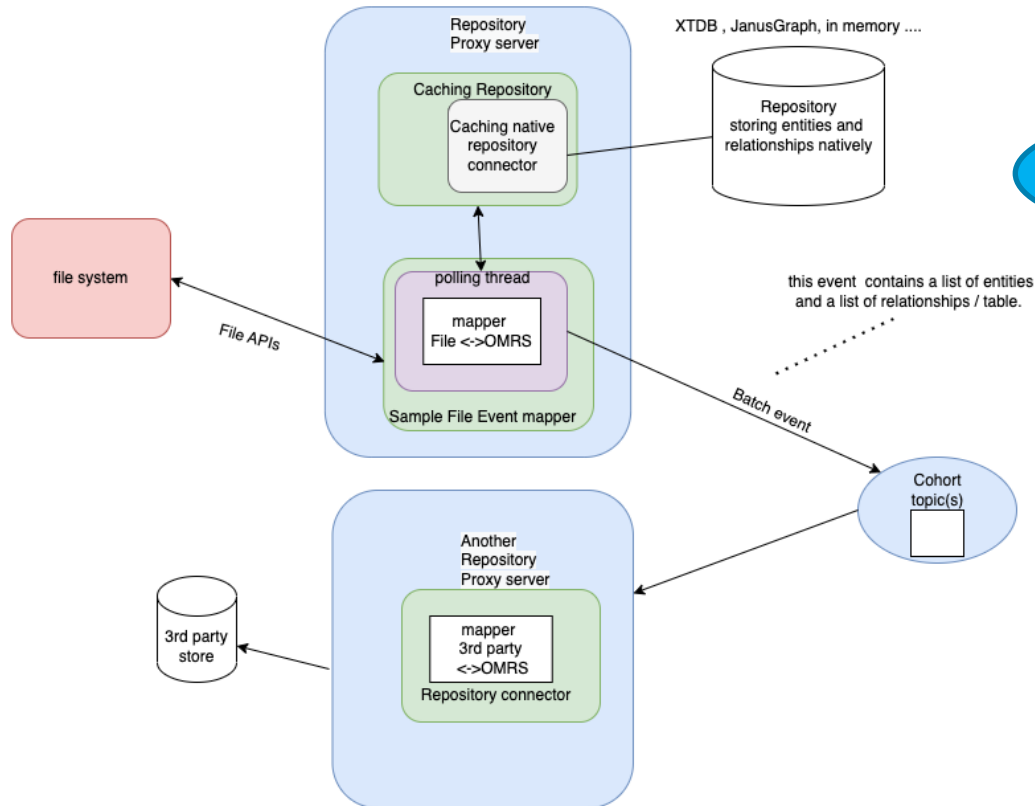 Repository
Proxy server
XTDB , JanusGraph, in memory ....
Caching Repository
Caching native
repository
connector
Repository
storing entities and
relationships natively
file system
File APIs
polling thread
mapper
File <->OMRS
Sample File Event mapper
this event contains a list of entities
and a list of relationships / table.
Batch event
Cohort
topic(s)
Another
Repository
Proxy server
mapper
3rd party
<->OMRS
Repository connector
3rd party
store